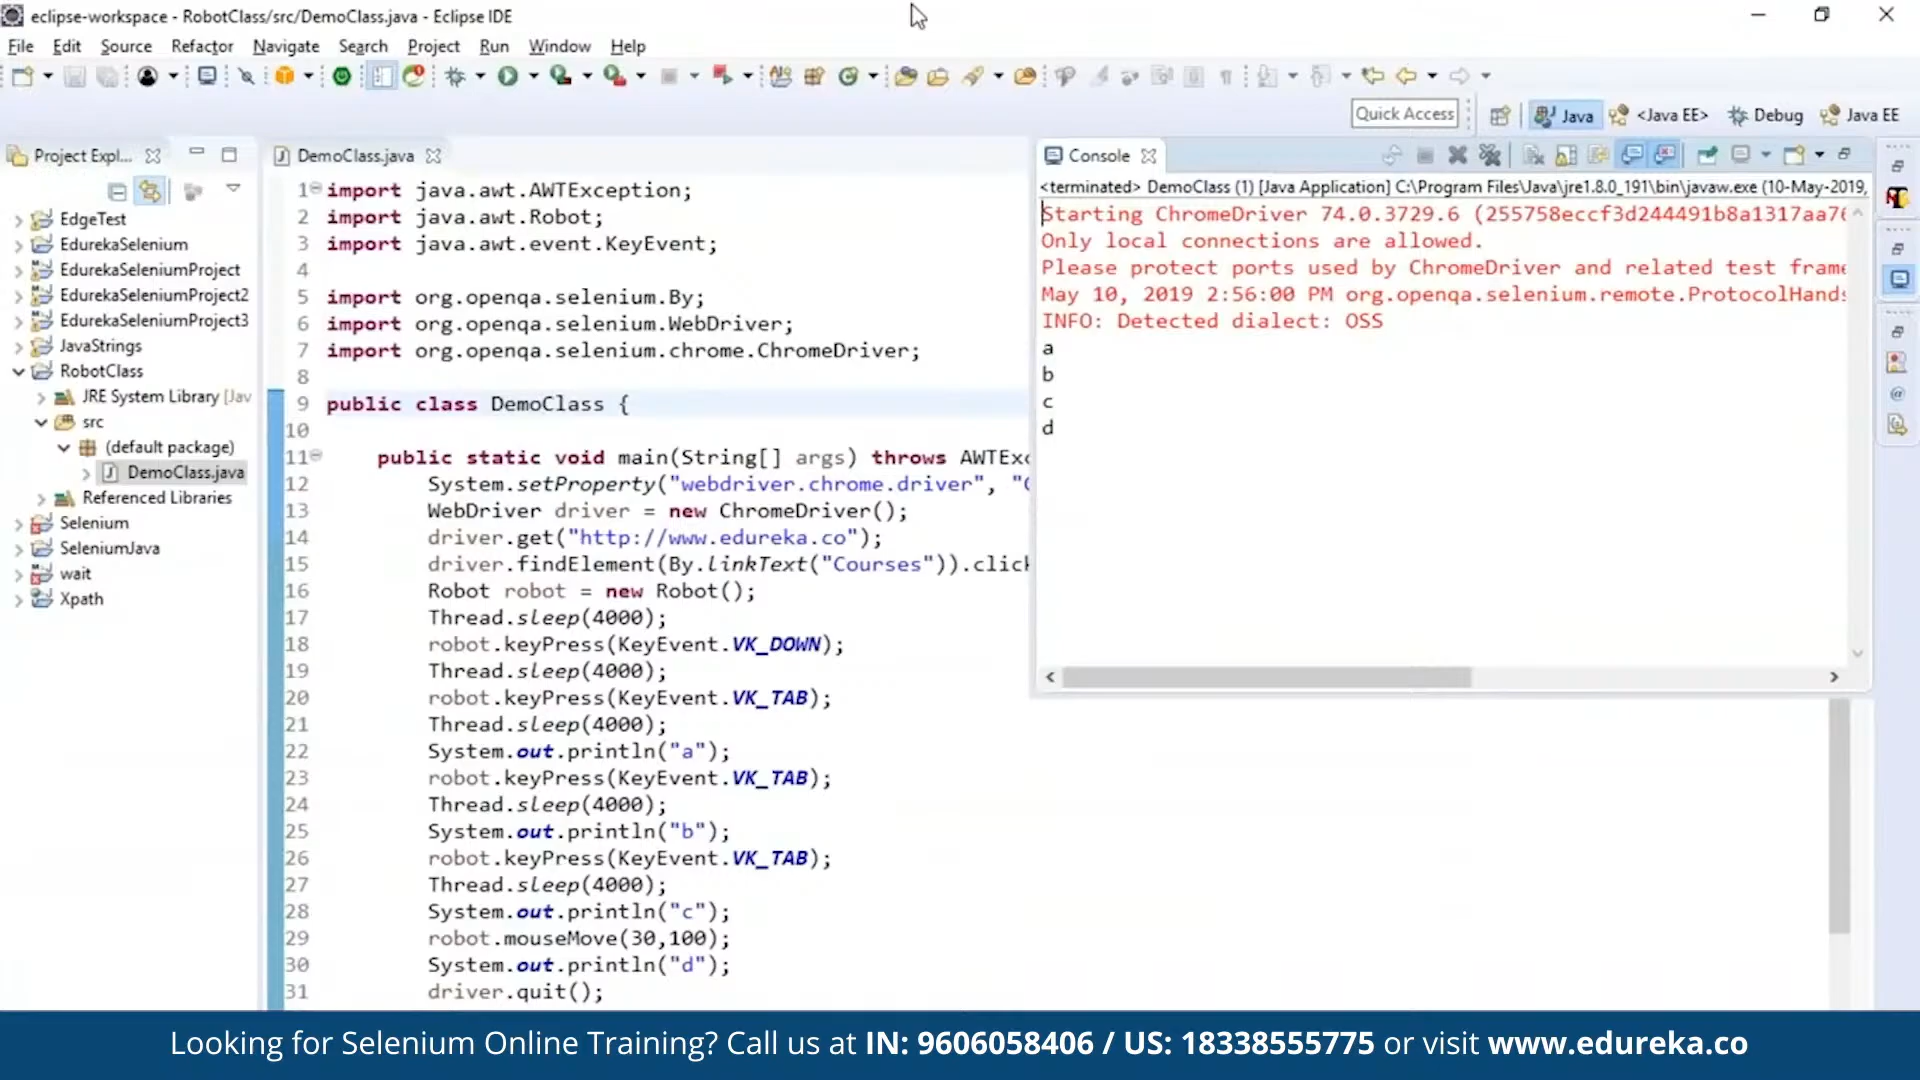 eclipse-workspace - RobotClass/src/DemoClass.java - Eclipse IDE
File Edit Source Refactor Navigate Search Project Run Window Help
Quick Access
Java
<Java EE>
Debug
Java EE
Project Expl...
EdgeTest
EdurekaSelenium
EdurekaSeleniumProject
EdurekaSeleniumProject2
EdurekaSeleniumProject3
JavaStrings
RobotClass
JRE System Library [Jav
src
(default package)
DemoClass.java
Referenced Libraries
Selenium
SeleniumJava
wait
Xpath
DemoClass.java
1 import java.awt.AWTException;
2 import java.awt.Robot;
3 import java.awt.event.KeyEvent;
4
5 import org.openqa.selenium.By;
6 import org.openqa.selenium.WebDriver;
7 import org.openqa.selenium.chrome.ChromeDriver;
8
9 public class DemoClass {
10
11 public static void main(String[] args) throws AWTExc
12 System.setProperty("webdriver.chrome.driver", "C
13 WebDriver driver = new ChromeDriver();
14 driver.get("http://www.edureka.co");
15 driver.findElement(By.linkText("Courses")).click
16 Robot robot = new Robot();
17 Thread.sleep(4000);
18 robot.keyPress(KeyEvent.VK_DOWN);
19 Thread.sleep(4000);
20 robot.keyPress(KeyEvent.VK_TAB);
21 Thread.sleep(4000);
22 System.out.println("a");
23 robot.keyPress(KeyEvent.VK_TAB);
24 Thread.sleep(4000);
25 System.out.println("b");
26 robot.keyPress(KeyEvent.VK_TAB);
27 Thread.sleep(4000);
28 System.out.println("c");
29 robot.mouseMove(30,100);
30 System.out.println("d");
31 driver.quit();
Console
<terminated> DemoClass (1) [Java Application] C:\Program Files\Java\jre1.8.0_191\bin\javaw.exe (10-May-2019,
Starting ChromeDriver 74.0.3729.6 (255758eccf3d244491b8a1317aa76
Only local connections are allowed.
Please protect ports used by ChromeDriver and related test frame
May 10, 2019 2:56:00 PM org.openqa.selenium.remote.ProtocolHands
INFO: Detected dialect: OSS
a
b
c
d
Looking for Selenium Online Training? Call us at IN: 9606058406 / US: 18338555775 or visit www.edureka.co